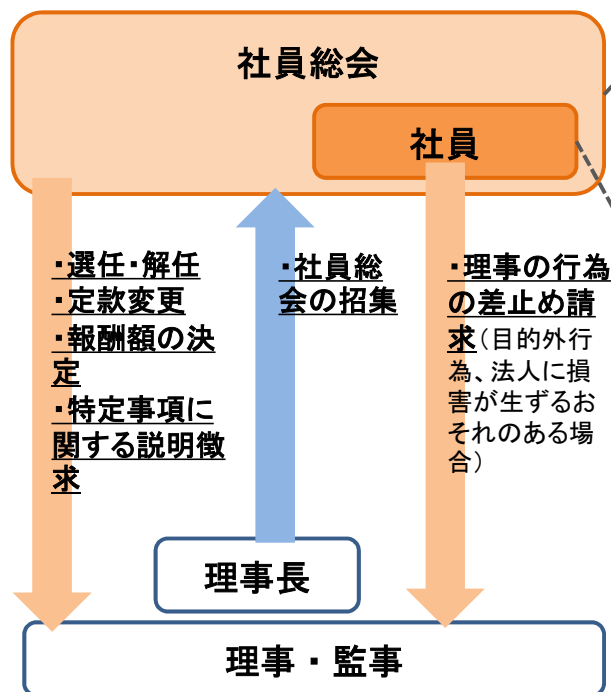 社員総会
社員
・選任・解任
・定款変更
・報酬額の決
定
・特定事項に
関する説明徴
求
・社員総
会の招集
・理事の行為
の差止め請
求(目的外行
為、法人に損
害が生ずるお
それのある場
合)
理事長
理事・監事